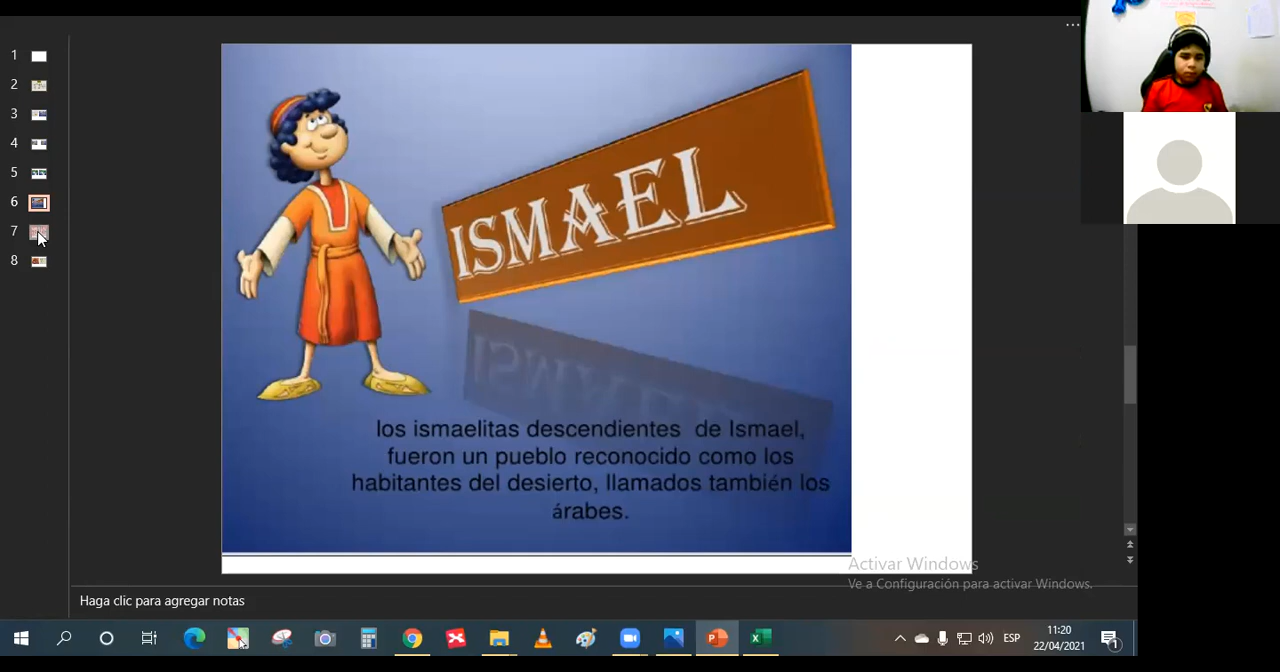 1
2
3
4
5
6
7
8
ISMAEL
los ismaelitas descendientes de Ismael,
fueron un pueblo reconocido como los
habitantes del desierto, llamados también los
árabes.
Activar Windows
Ve a Configuración para activar Windows.
Haga clic para agregar notas
ESP
11:20
22/04/2021
1